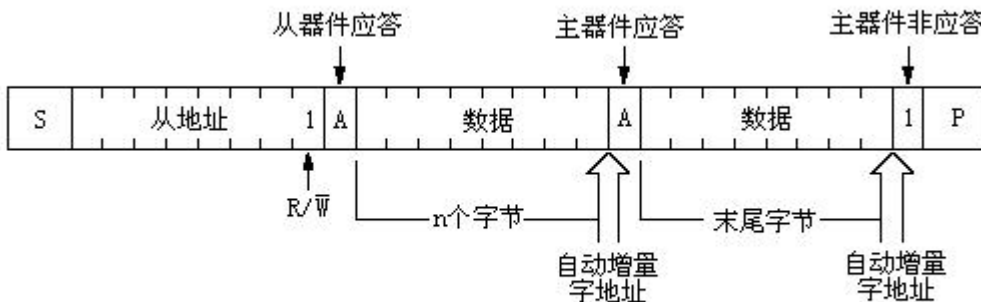 从器件应答 主器件应答 主器件非应答
S 从地址 1 A 数据 A 数据 1 P
R/W̅ n个字节 末尾字节
自动增量 自动增量
字地址 字地址